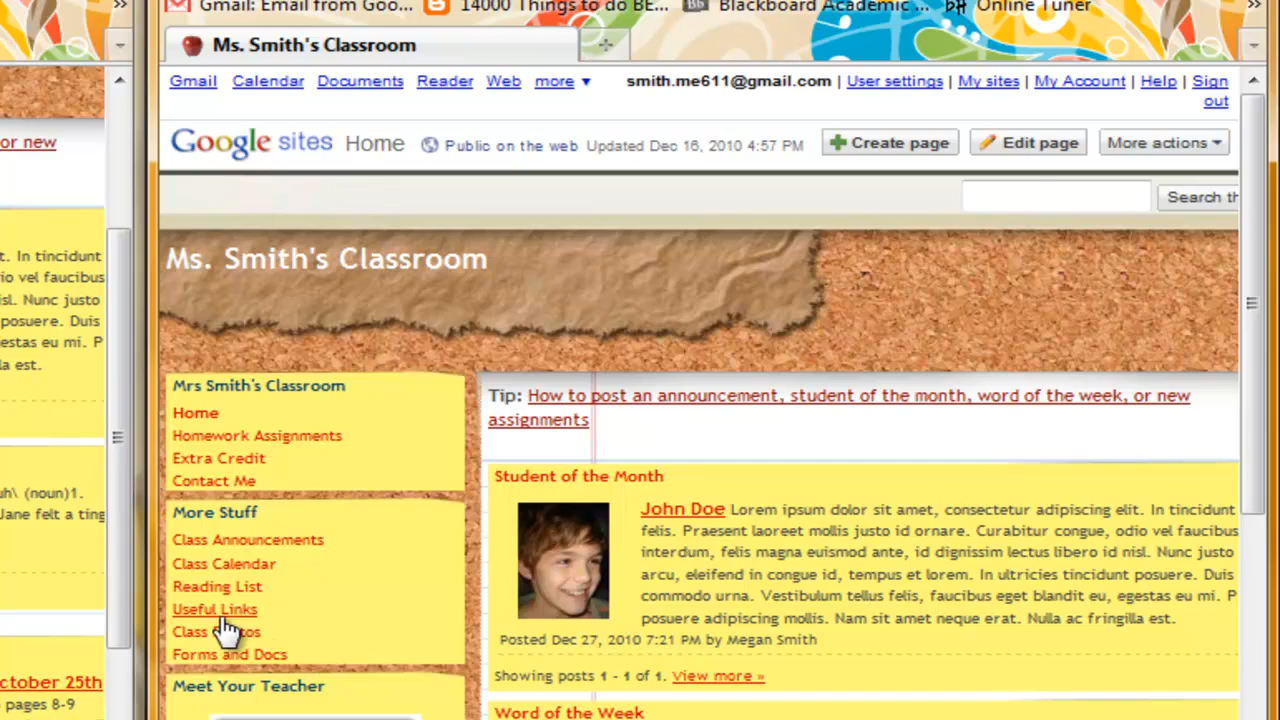 »
Gmail: Email from Goo...
14000 Things to do BE...
Blackboard Academic ...
Online Tuner
»
Ms. Smith's Classroom
Gmail Calendar Documents Reader Web more ▼ smith.me611@gmail.com | User settings | My sites | My Account | Help | Sign out
Google sites Home Public on the web Updated Dec 16, 2010 4:57 PM Create page Edit page More actions
Search th
Ms. Smith's Classroom
Mrs Smith's Classroom
Home
Homework Assignments
Extra Credit
Contact Me
More Stuff
Class Announcements
Class Calendar
Reading List
Useful Links
Class otos
Forms and Docs
Meet Your Teacher
Tip: How to post an announcement, student of the month, word of the week, or new
assignments
Student of the Month
John Doe Lorem ipsum dolor sit amet, consectetur adipiscing elit. In tincidunt
felis. Praesent laoreet mollis justo id ornare. Curabitur congue, odio vel faucibus
interdum, felis magna euismod ante, id dignissim lectus libero id nisl. Nunc justo
arcu, eleifend in congue id, tempus et lorem. In ultricies tincidunt posuere. Duis
commodo urna. Vestibulum tellus felis, faucibus eget blandit eu, egestas eu mi. P
posuere adipiscing mollis. Nam sit amet neque erat. Nulla ac fringilla est.
Posted Dec 27, 2010 7:21 PM by Megan Smith
Showing posts 1 - 1 of 1. View more »
Word of the Week
or new
t. In tincidunt
io vel faucibus
isl. Nunc justo
posuere. Duis
estas eu mi. P
la est.
uh\ (noun)1.
Jane felt a ting
ctober 25th
pages 8-9